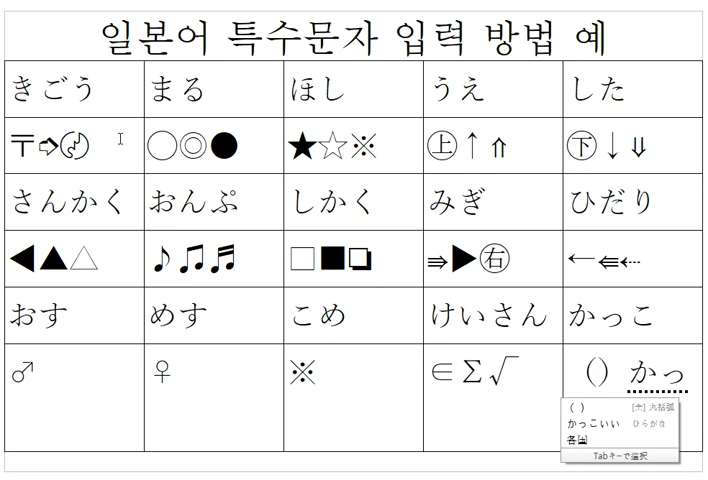 일본어 특수문자 입력 방법 예
きごう まる ほし うえ した
〒➩ ○◎● ★☆※ ㊤↑⇑ ㊦↓⇓
さんかく おんぷ しかく みぎ ひだり
◀▲△ ♪♫♬ □■❏ ⇛▶㊨ ←⇚⇠
おす めす こめ けいさん かっこ
♂ ♀ ※ ∈∑√ () かっ
( ) [全] 丸括弧
かっこいい ひらがな
各国
Tabキーで選択